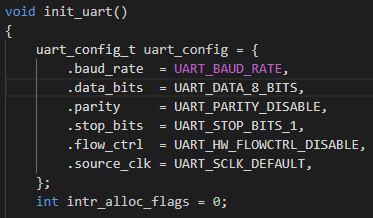 void init_uart()
{
    uart_config_t uart_config = {
        .baud_rate  = UART_BAUD_RATE,
        .data_bits  = UART_DATA_8_BITS,
        .parity     = UART_PARITY_DISABLE,
        .stop_bits  = UART_STOP_BITS_1,
        .flow_ctrl  = UART_HW_FLOWCTRL_DISABLE,
        .source_clk = UART_SCLK_DEFAULT,
    };
    int intr_alloc_flags = 0;